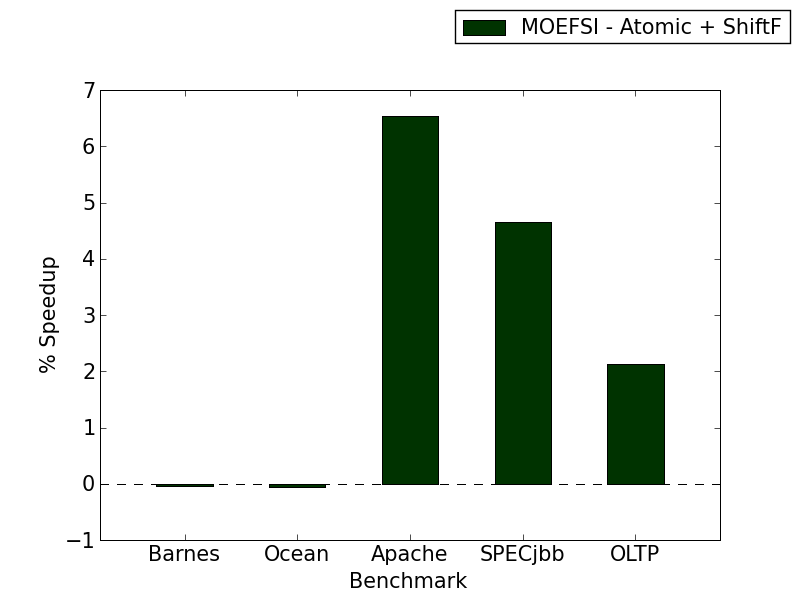 MOEFSI - Atomic + ShiftF
7
6
5
4
3
2
1
0
−1
% Speedup
Barnes Ocean Apache SPECjbb OLTP
Benchmark